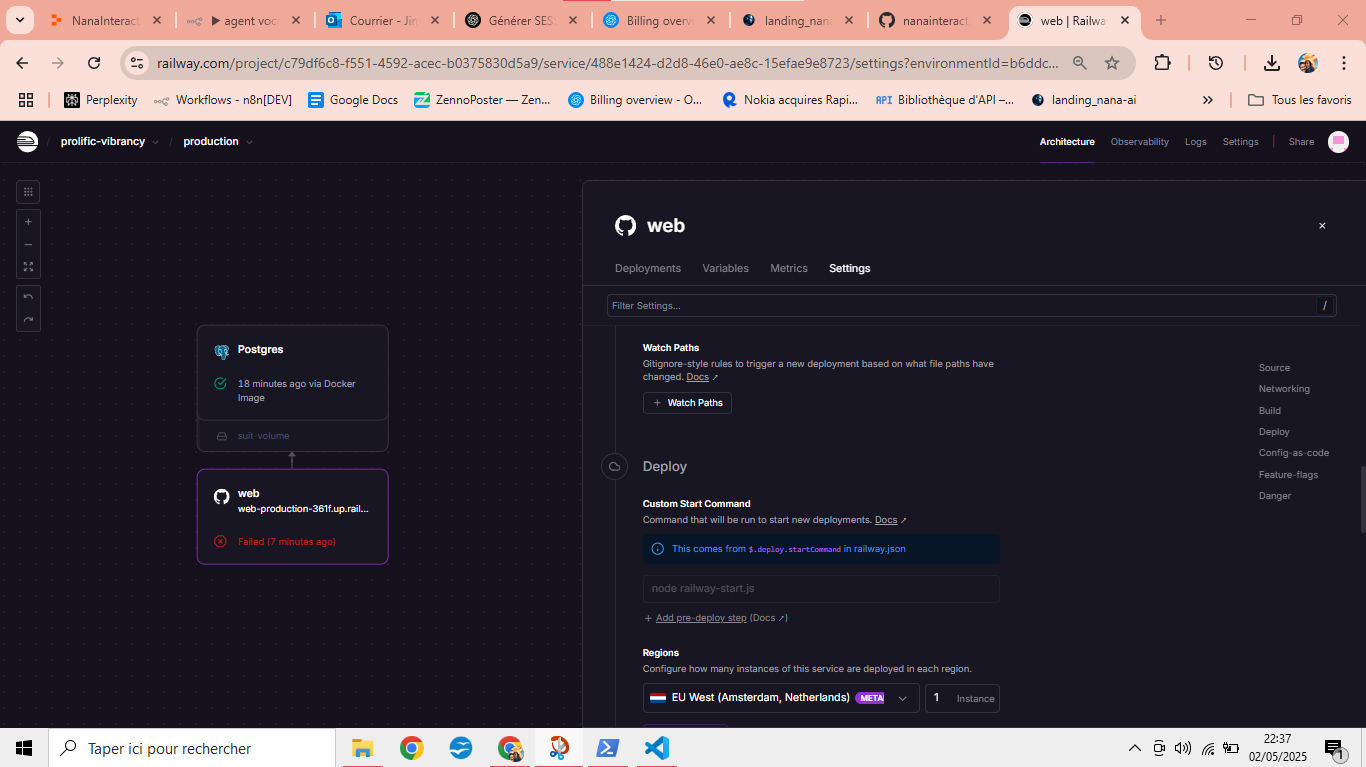 NanaInterac
agent voca
Courrier - Jin
Générer SES
Billing overvi
landing_nana
nanainteract
web | Railway
railway.com/project/c79df6c8-f551-4592-acec-b0375830d5a9/service/488e1424-d2d8-46e0-ae8c-15efae9e8723/settings?environmentId=b6ddc...
Perplexity
Workflows - n8n[DEV]
Google Docs
ZennoPoster — Zen...
Billing overview - O...
Nokia acquires Rapi...
API Bibliothèque d'API –...
landing_nana-ai
»
Tous les favoris
/ prolific-vibrancy / production
Architecture
Observability
Logs
Settings
Share
Postgres
18 minutes ago via Docker
Image
suit-volume
web
web-production-361f.up.rail...
Failed (7 minutes ago)
web
Deployments
Variables
Metrics
Settings
Filter Settings...
/
Watch Paths
Gitignore-style rules to trigger a new deployment based on what file paths have
changed. Docs ↗
+ Watch Paths
Deploy
Custom Start Command
Command that will be run to start new deployments. Docs ↗
This comes from $.deploy.startCommand in railway.json
node railway-start.js
+ Add pre-deploy step (Docs ↗)
Regions
Configure how many instances of this service are deployed in each region.
EU West (Amsterdam, Netherlands) METAL
1 Instance
Source
Networking
Build
Deploy
Config-as-code
Feature-flags
Danger
Taper ici pour rechercher
22:37
02/05/2025
1